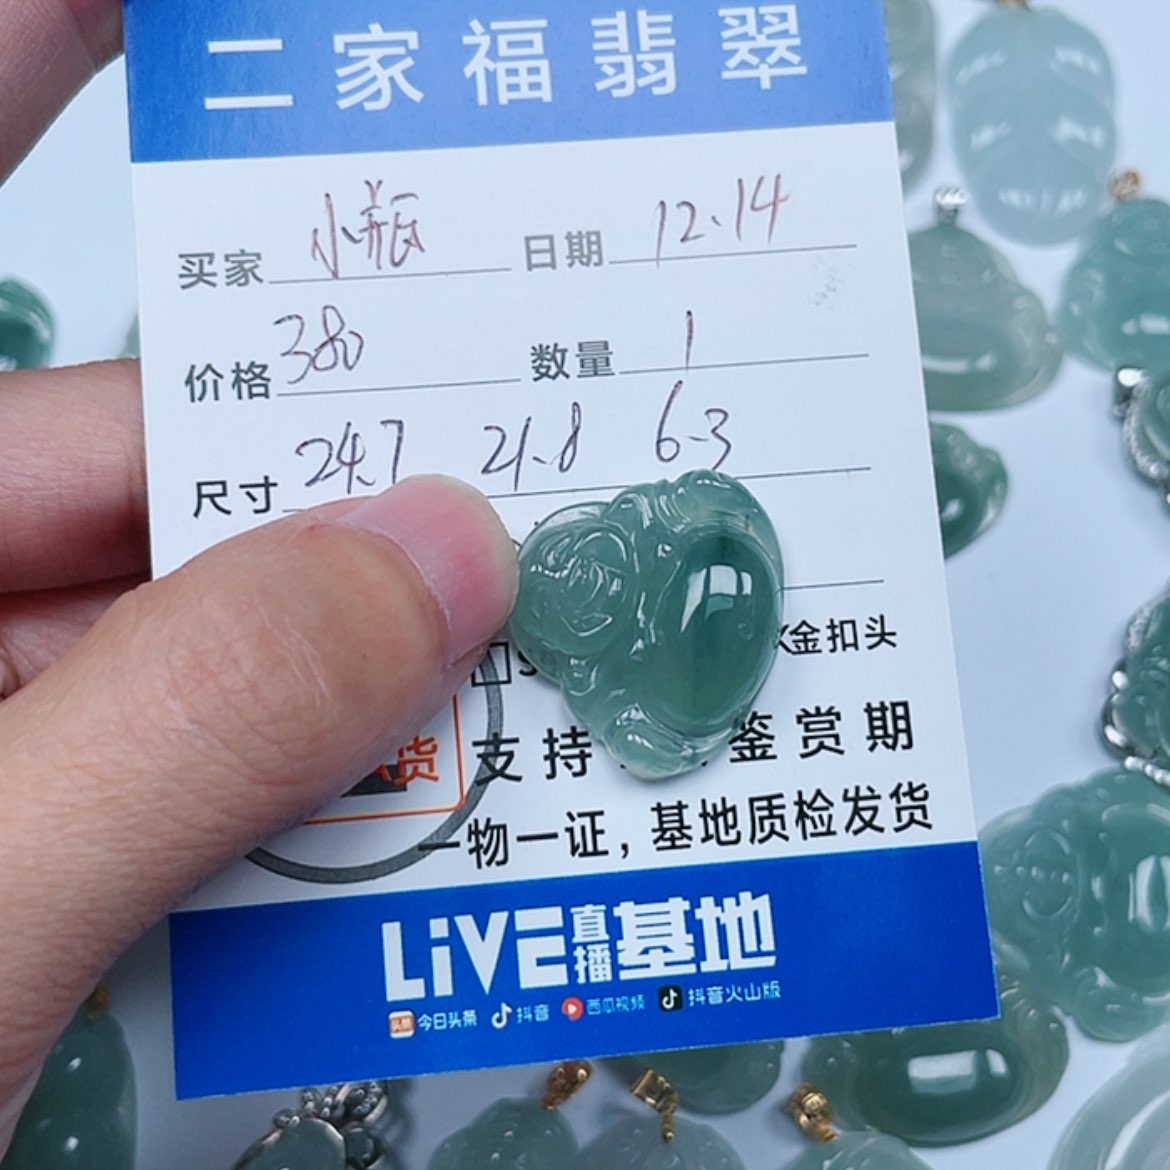 二家福翡翠
买家 小瓶 日期 12.14
价格 380 数量 1
尺寸 24.7 21.8 6.3
金扣头
支持 鉴赏期
货
一物一证，基地质检发货
LiVE直播基地
头条 今日头条 抖音 西瓜视频 抖音火山版